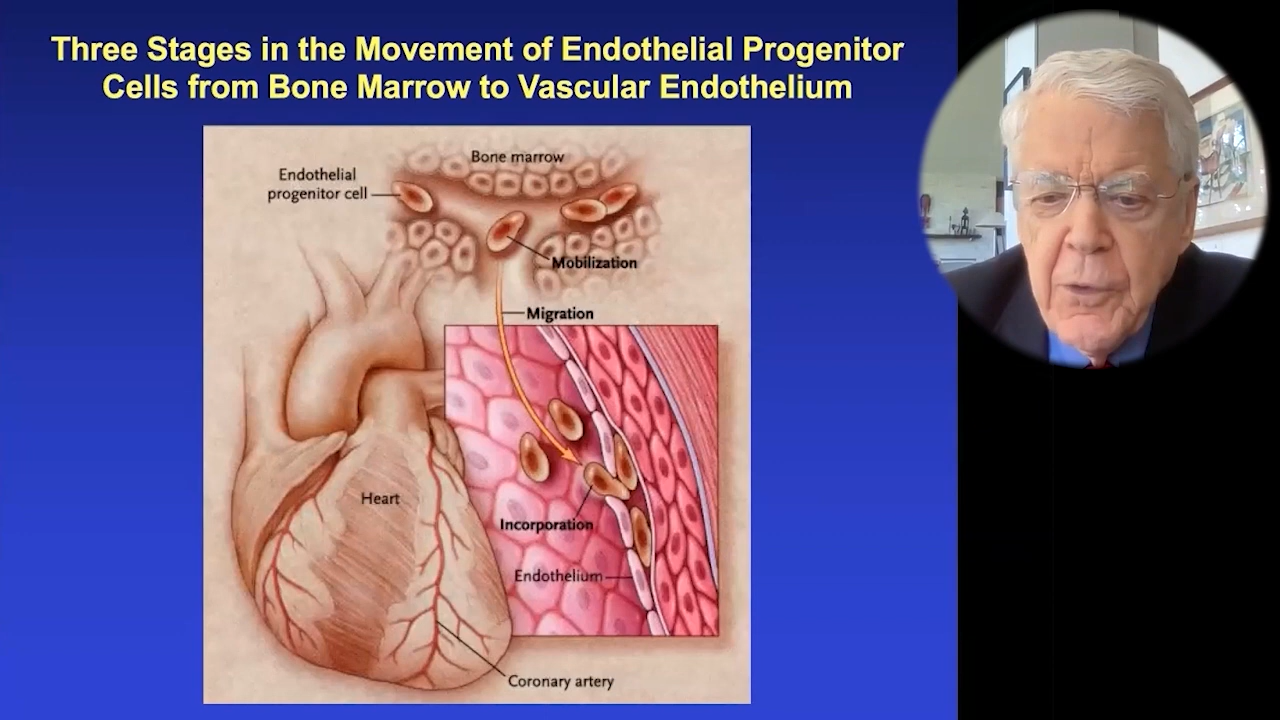 Three Stages in the Movement of Endothelial Progenitor
Cells from Bone Marrow to Vascular Endothelium
Bone marrow
Endothelial
progenitor cell
Mobilization
Migration
Heart
Incorporation
Endothelium
Coronary artery